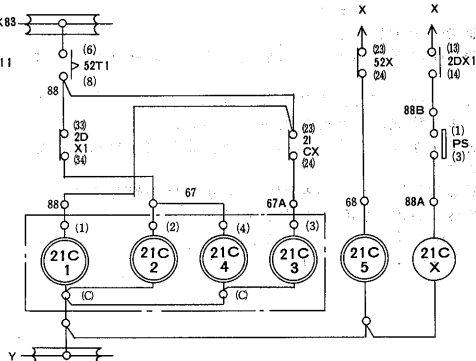 X83
X
X
11
(6)
52T1
(8)
88
(23)
52X
(24)
(13)
2DX1
(14)
88B
(33)
2D
X1
(34)
(23)
2I
CX
(24)
(1)
PS
(3)
88
67
67A
68
88A
(1)
(2)
(4)
(3)
21C
1
21C
2
21C
4
21C
3
21C
5
21C
X
(C)
(C)
Y